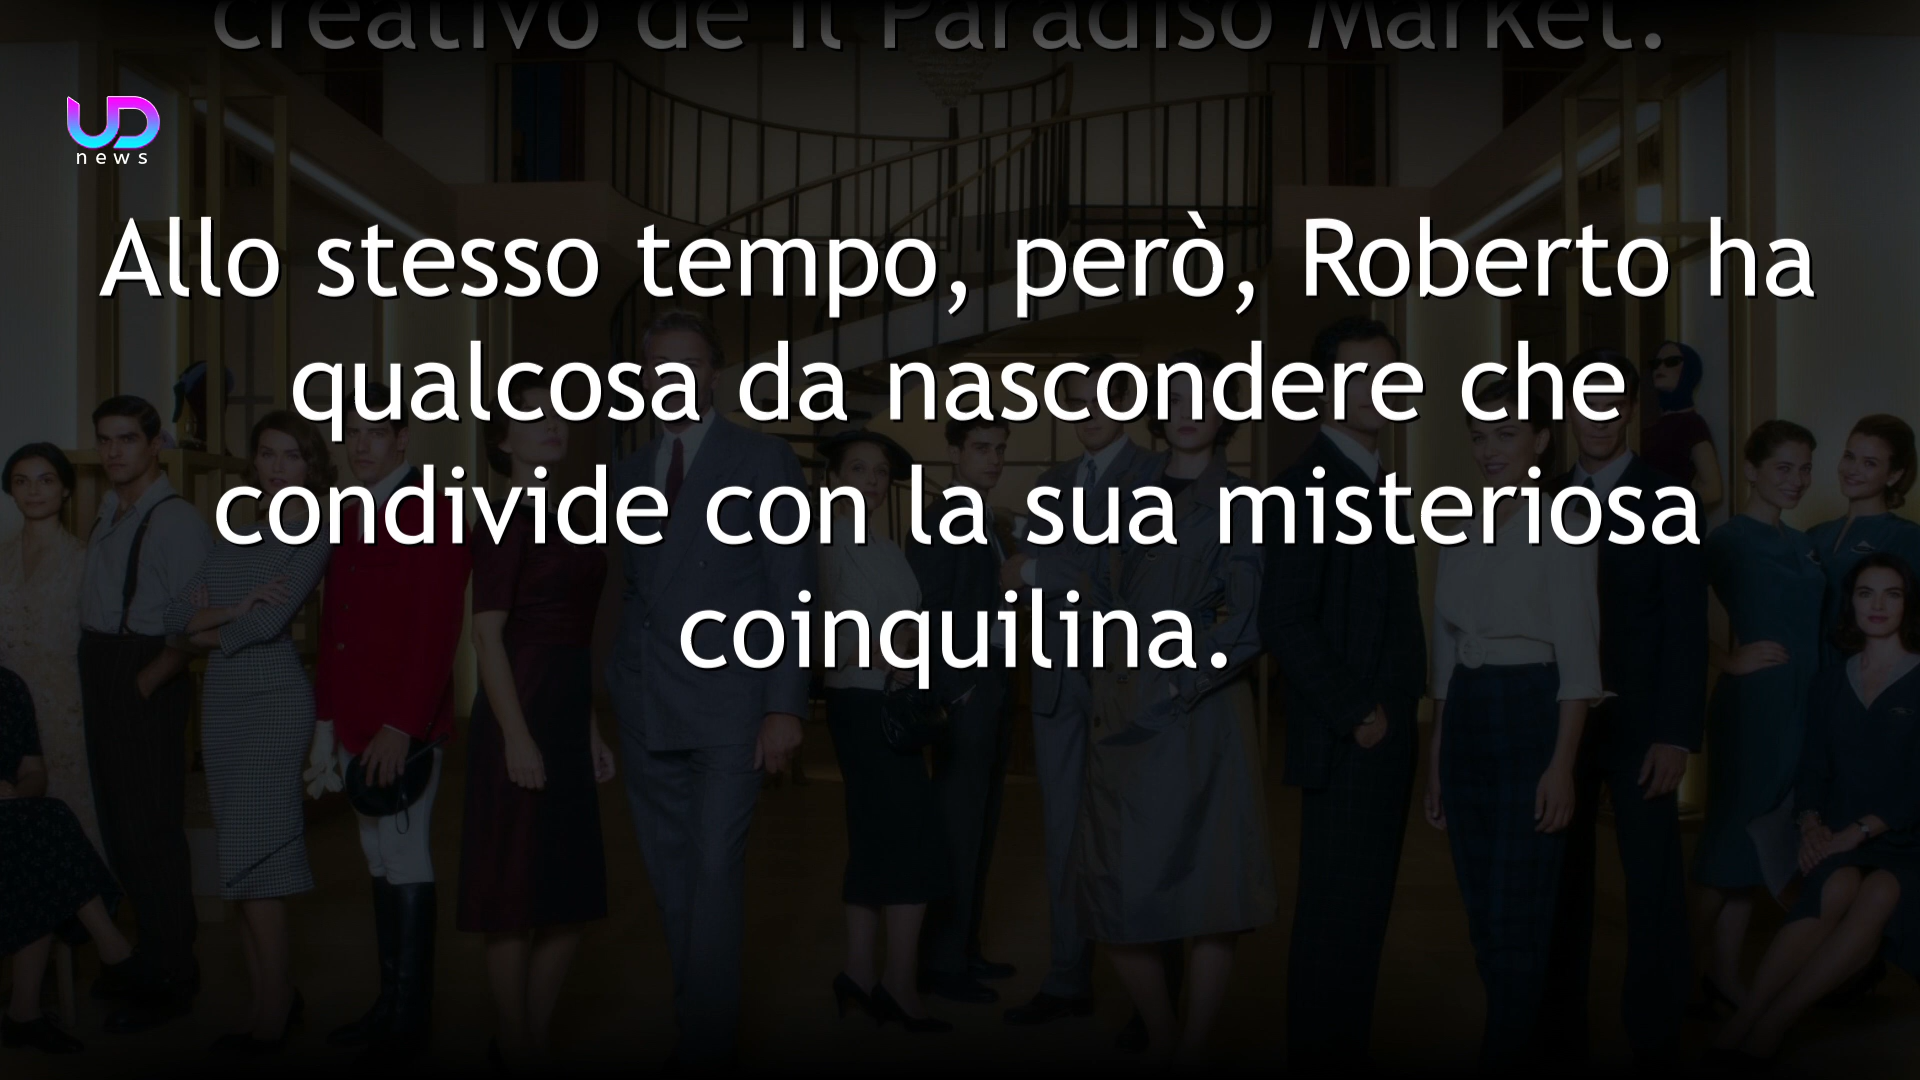 creativo de il Paradiso Market.
UD
news
Allo stesso tempo, però, Roberto ha
qualcosa da nascondere che
condivide con la sua misteriosa
coinquilina.